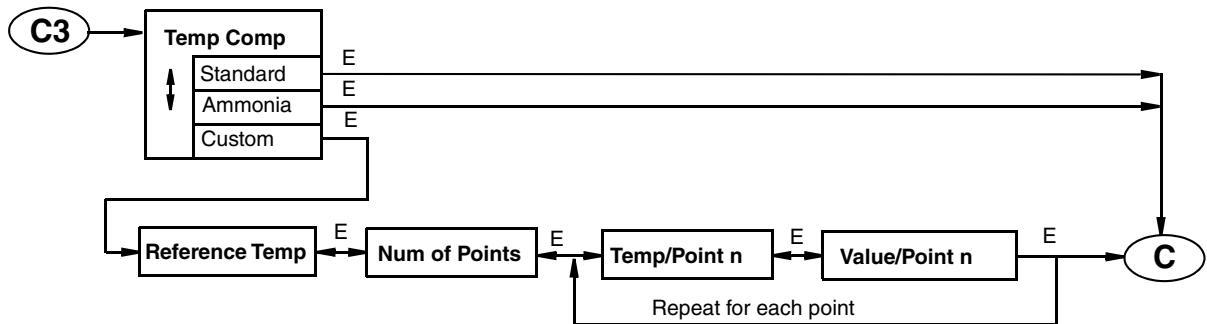 C3
Temp Comp
Standard
E
Ammonia
E
Custom
E
Reference Temp
E
Num of Points
E
Temp/Point n
E
Value/Point n
E
C
Repeat for each point